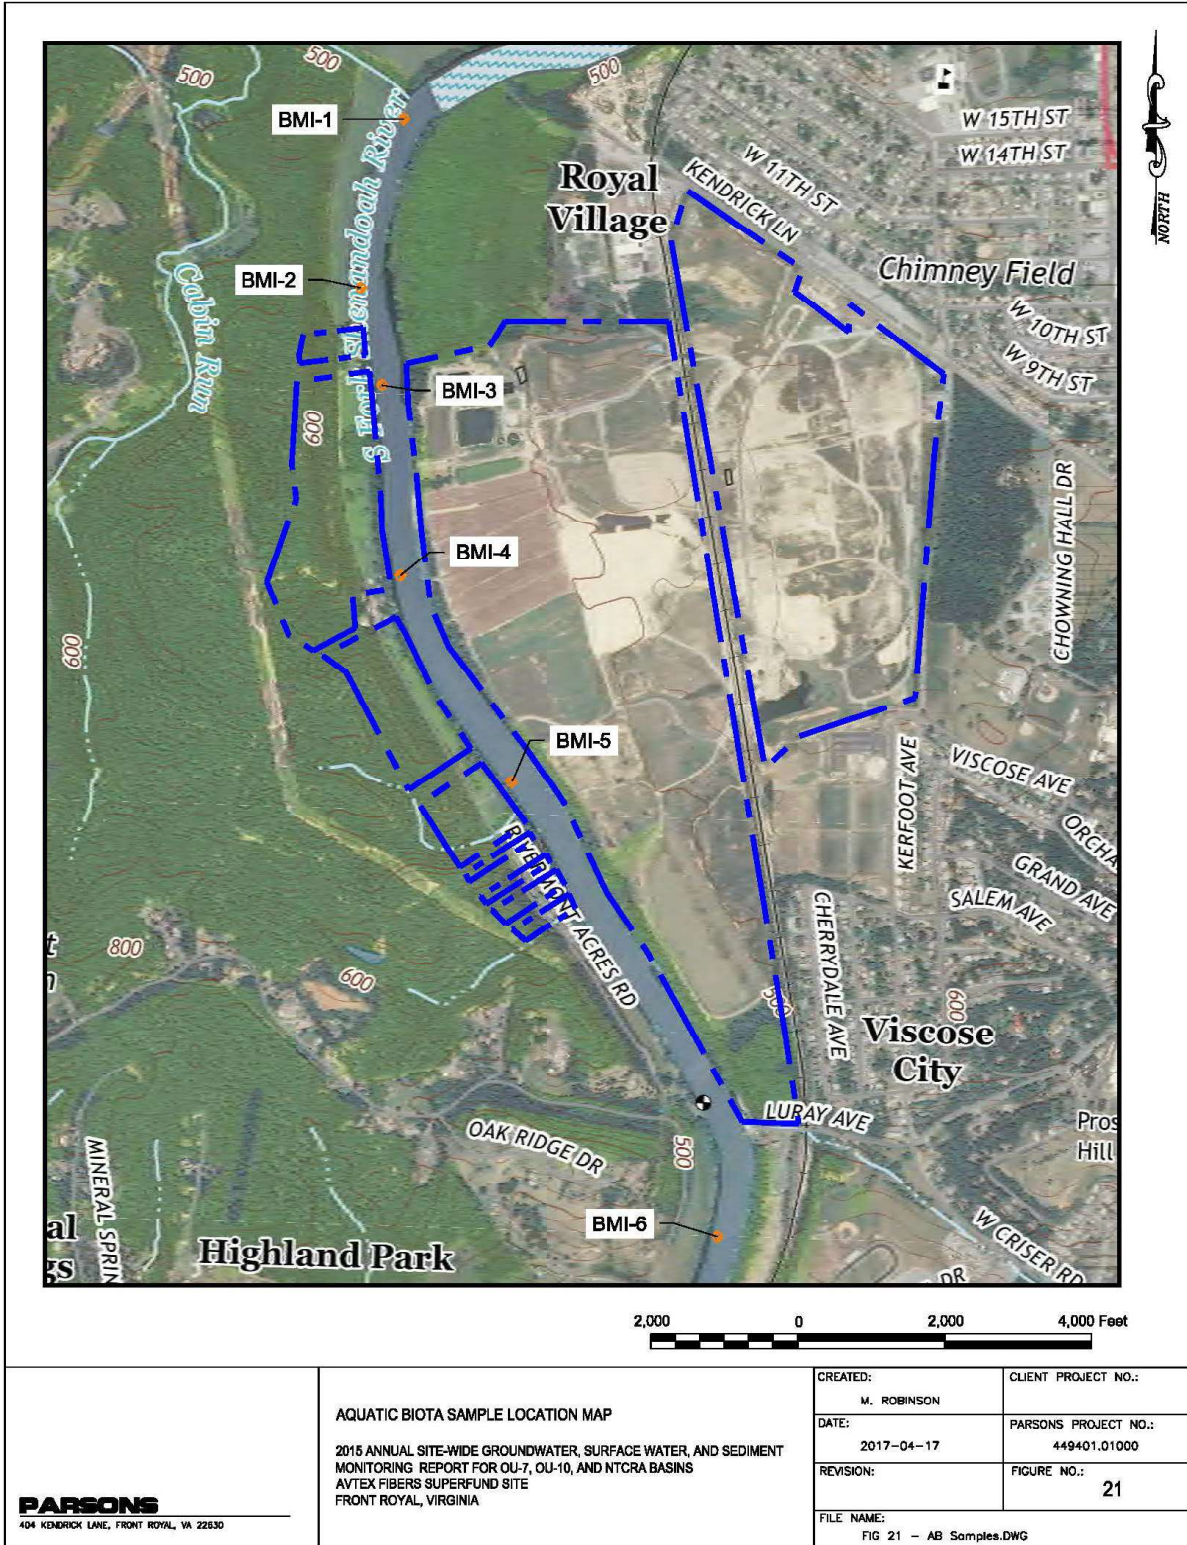 500
500
500
BMI-1
S Fork Shenandoah River
W 15TH ST
W 14TH ST
W 11TH ST
KENDRICK LN
Royal
Village
NORTH
Cabin Run
BMI-2
Chimney Field
W 10TH ST
W 9TH ST
BMI-3
600
CHOWNING HALL DR
BMI-4
600
BMI-5
VISCOSE AVE
KERFOOT AVE
ORCHA
GRAND AVE
SALEM AVE
RIVERMONT ACRES RD
CHERRYDALE AVE
t
n
800
600
500
600
Viscose
City
LURAY AVE
Pros
Hill
OAK RIDGE DR
500
MINERAL SPRIN
BMI-6
W CRISER RD
DR
al
gs
Highland Park
2,000 0 2,000 4,000 Feet
PARSONS
404 KENDRICK LANE, FRONT ROYAL, VA 22630
AQUATIC BIOTA SAMPLE LOCATION MAP
2015 ANNUAL SITE-WIDE GROUNDWATER, SURFACE WATER, AND SEDIMENT
MONITORING REPORT FOR OU-7, OU-10, AND NTCRA BASINS
AVTEX FIBERS SUPERFUND SITE
FRONT ROYAL, VIRGINIA
CREATED:
M. ROBINSON
CLIENT PROJECT NO.:
DATE:
2017-04-17
PARSONS PROJECT NO.:
449401.01000
REVISION:
FIGURE NO.:
21
FILE NAME:
FIG 21 - AB Samples.DWG